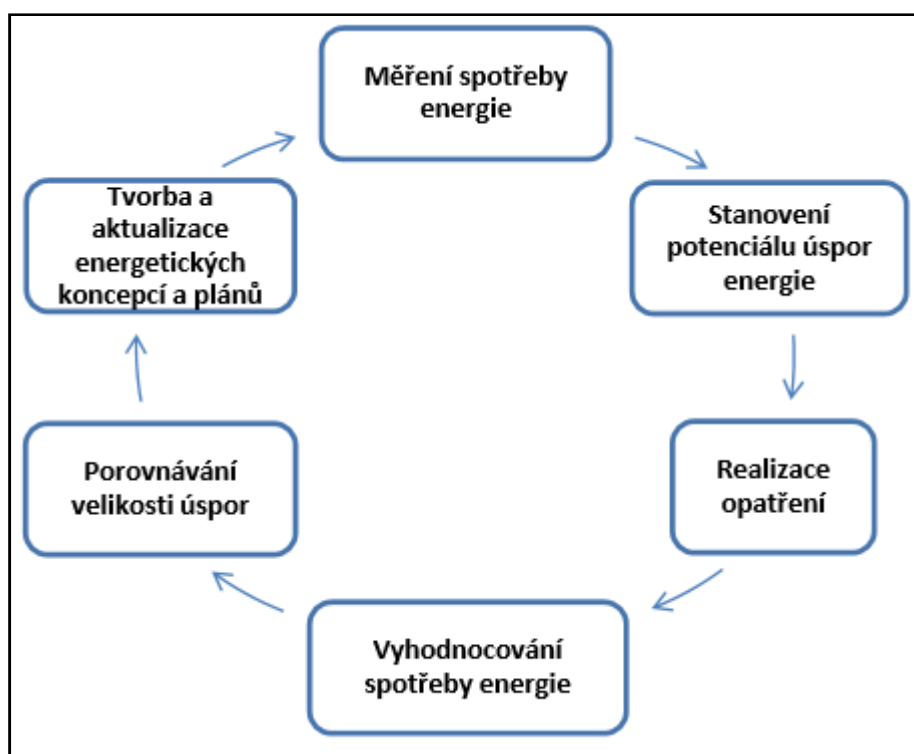 Měření spotřeby
energie
Stanovení
potenciálu úspor
energie
Realizace
opatření
Vyhodnocování
spotřeby energie
Porovnávání
velikosti úspor
Tvorba a
aktualizace
energetických
koncepcí a plánů